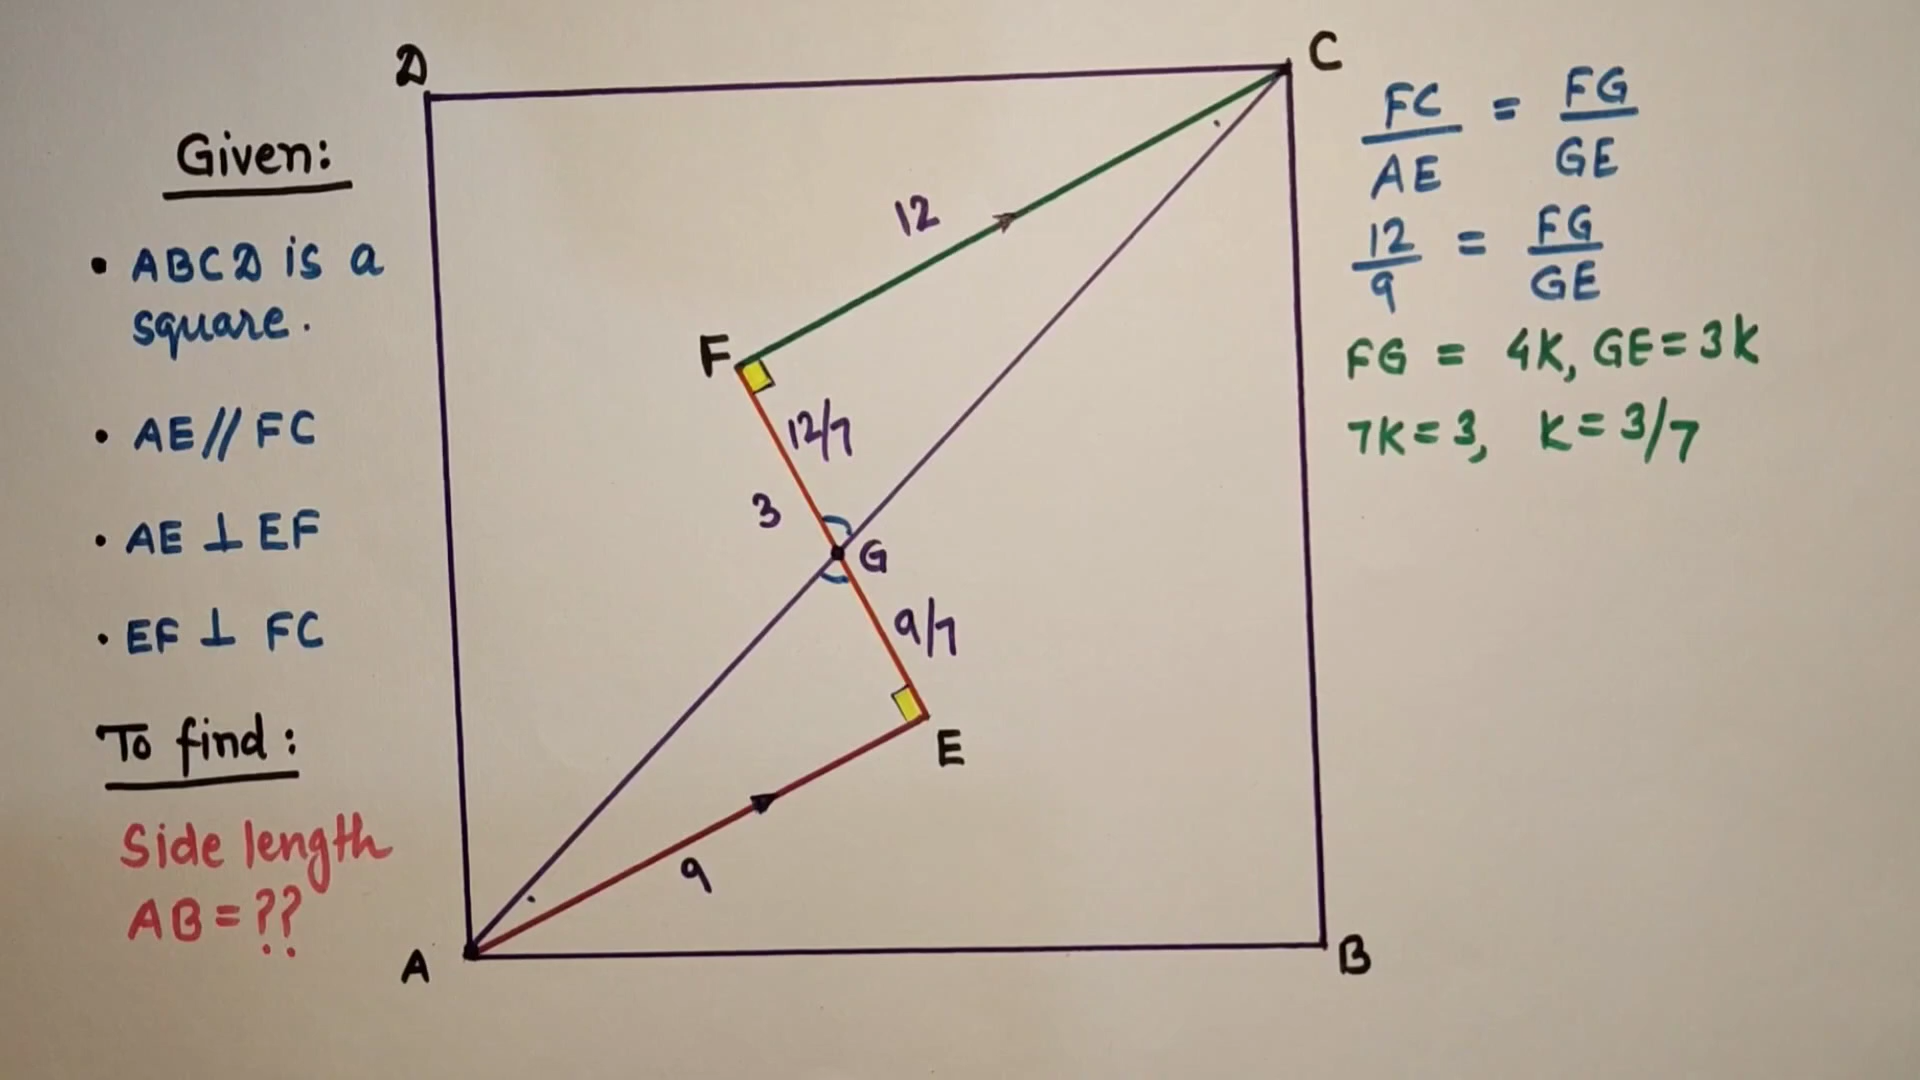 Given:
• ABCD is a
square.
• AE // FC
• AE ⊥ EF
• EF ⊥ FC
To find:
Side length
AB = ??
D
C
12
F
12/7
3
G
9/7
E
9
A
B
FC/AE = FG/GE
12/9 = FG/GE
FG = 4K, GE = 3K
7K = 3, K = 3/7